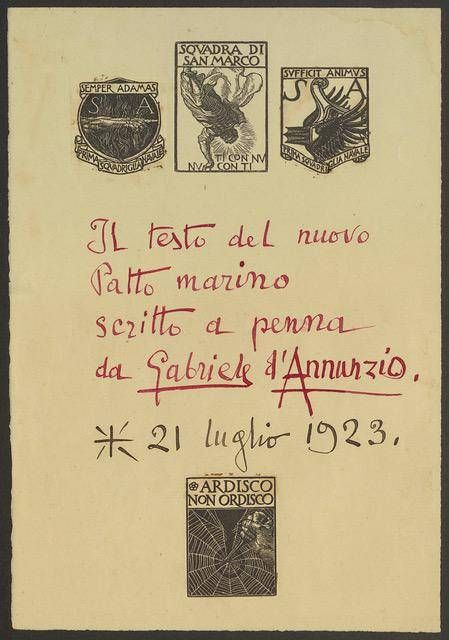 SEMPER ADAMAS
S A
PRIMA SQVADRIGLIA NAVALE
SQVADRA DI
SAN MARCO
TI CON NV
NV CON TI
SVFFICIT ANIMVS
S A
PRIMA SQVADRIGLIA NAVALE
Il testo del nuovo
Patto marino
scritto a penna
da Gabriele d'Annunzio.
21 luglio 1923.
ARDISCO
NON ORDISCO